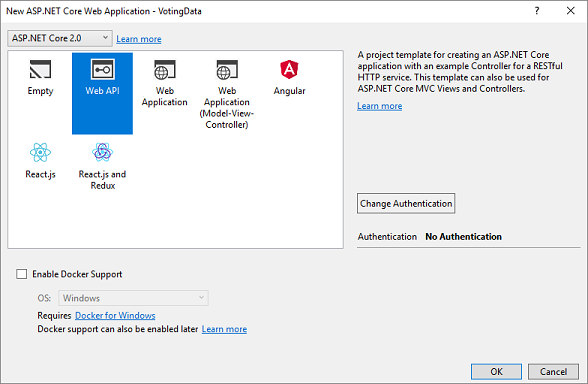 New ASP.NET Core Web Application - VotingData
ASP.NET Core 2.0
Learn more
Empty
Web API
Web
Application
Web
Application
(Model-View-
Controller)
Angular
React.js
React.js and
Redux
A project template for creating an ASP.NET Core
application with an example Controller for a RESTful
HTTP service. This template can also be used for
ASP.NET Core MVC Views and Controllers.
Learn more
Change Authentication
Authentication No Authentication
Enable Docker Support
OS: Windows
Requires Docker for Windows
Docker support can also be enabled later Learn more
OK
Cancel